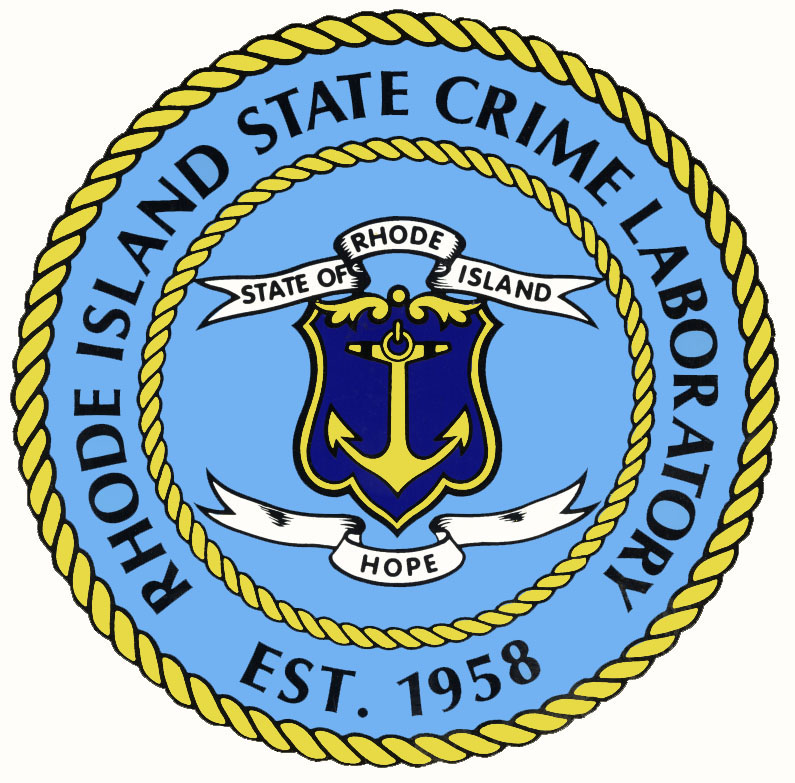 RHODE ISLAND STATE CRIME LABORATORY
STATE OF RHODE ISLAND
HOPE
EST. 1958